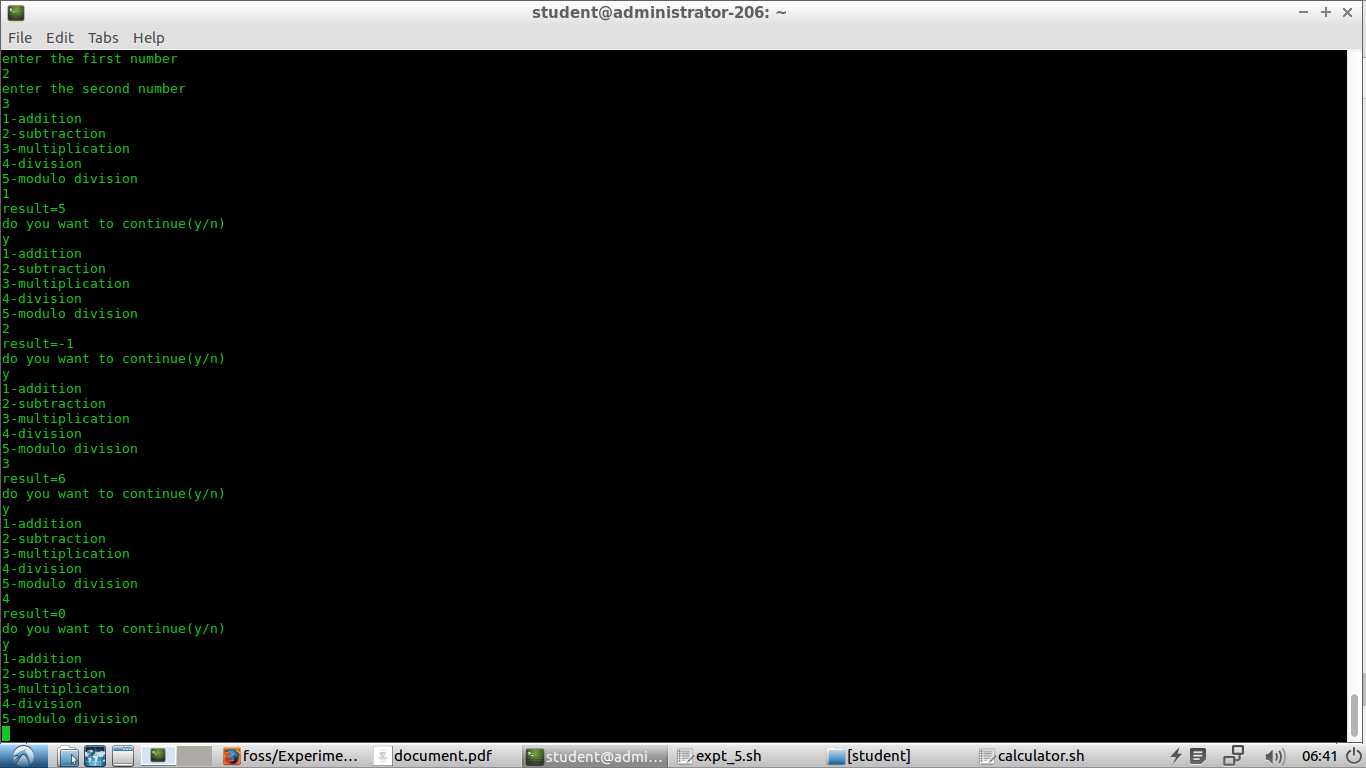 student@administrator-206: ~
File Edit Tabs Help
enter the first number
2
enter the second number
3
1-addition
2-subtraction
3-multiplication
4-division
5-modulo division
1
result=5
do you want to continue(y/n)
y
1-addition
2-subtraction
3-multiplication
4-division
5-modulo division
2
result=-1
do you want to continue(y/n)
y
1-addition
2-subtraction
3-multiplication
4-division
5-modulo division
3
result=6
do you want to continue(y/n)
y
1-addition
2-subtraction
3-multiplication
4-division
5-modulo division
4
result=0
do you want to continue(y/n)
y
1-addition
2-subtraction
3-multiplication
4-division
5-modulo division
foss/Experime... document.pdf student@admi... expt_5.sh [student] calculator.sh 06:41